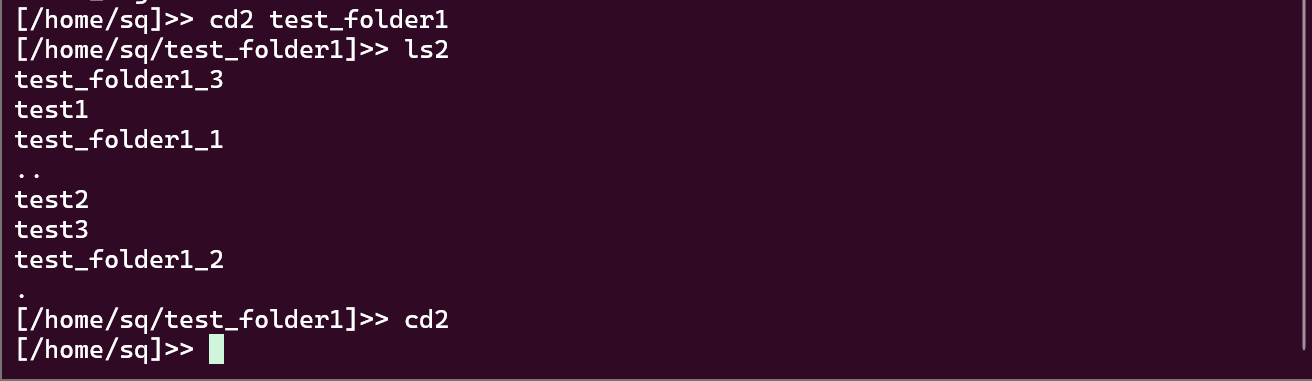 [/home/sq]>> cd2 test_folder1
[/home/sq/test_folder1]>> ls2
test_folder1_3
test1
test_folder1_1
..
test2
test3
test_folder1_2
.
[/home/sq/test_folder1]>> cd2
[/home/sq]>>